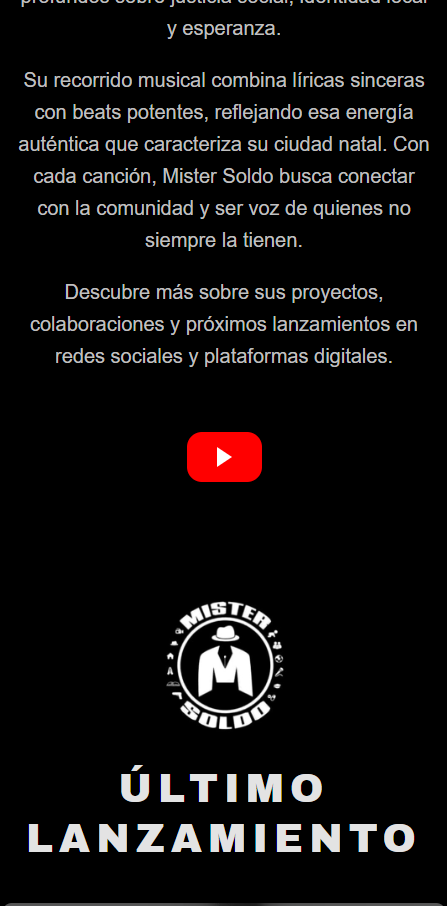 profundos sobre justicia social, identidad local
y esperanza.
Su recorrido musical combina líricas sinceras
con beats potentes, reflejando esa energía
auténtica que caracteriza su ciudad natal. Con
cada canción, Mister Soldo busca conectar
con la comunidad y ser voz de quienes no
siempre la tienen.
Descubre más sobre sus proyectos,
colaboraciones y próximos lanzamientos en
redes sociales y plataformas digitales.
MISTER
M
SOLDO
ÚLTIMO
LANZAMIENTO